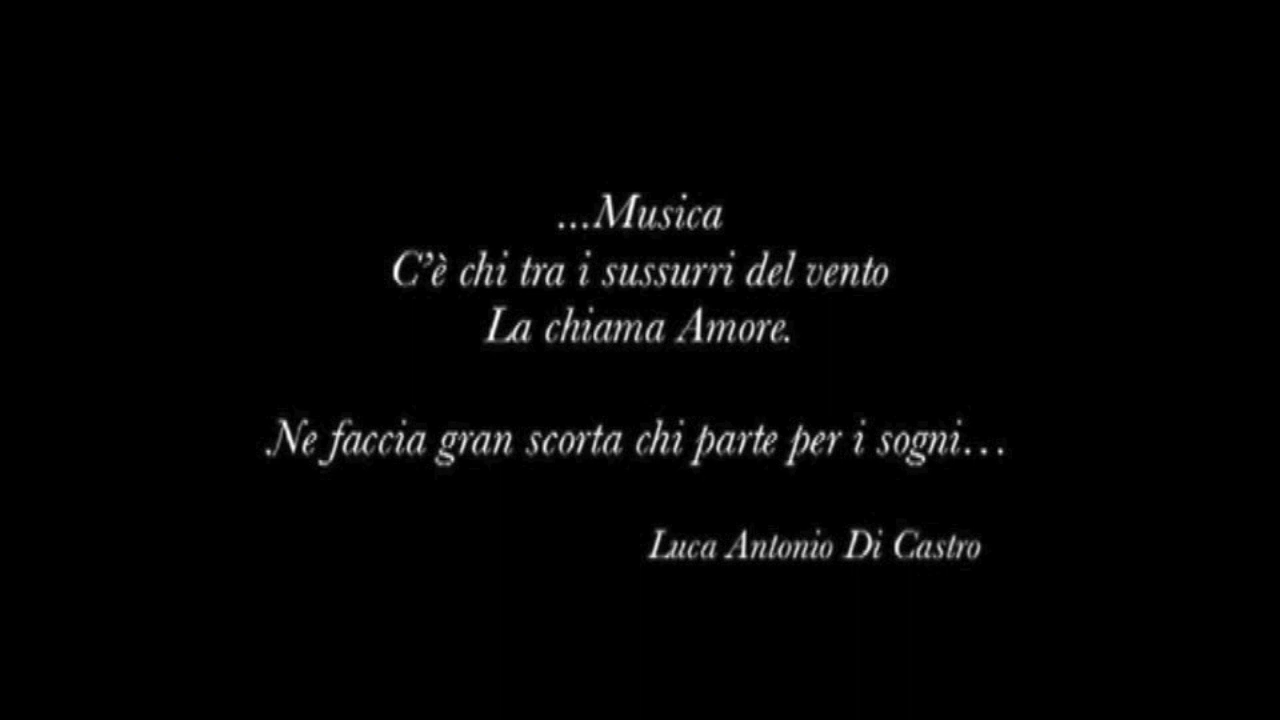 ...Musica
C'è chi tra i sussurri del vento
La chiama Amore.
Ne faccia gran scorta chi parte per i sogni...
Luca Antonio Di Castro